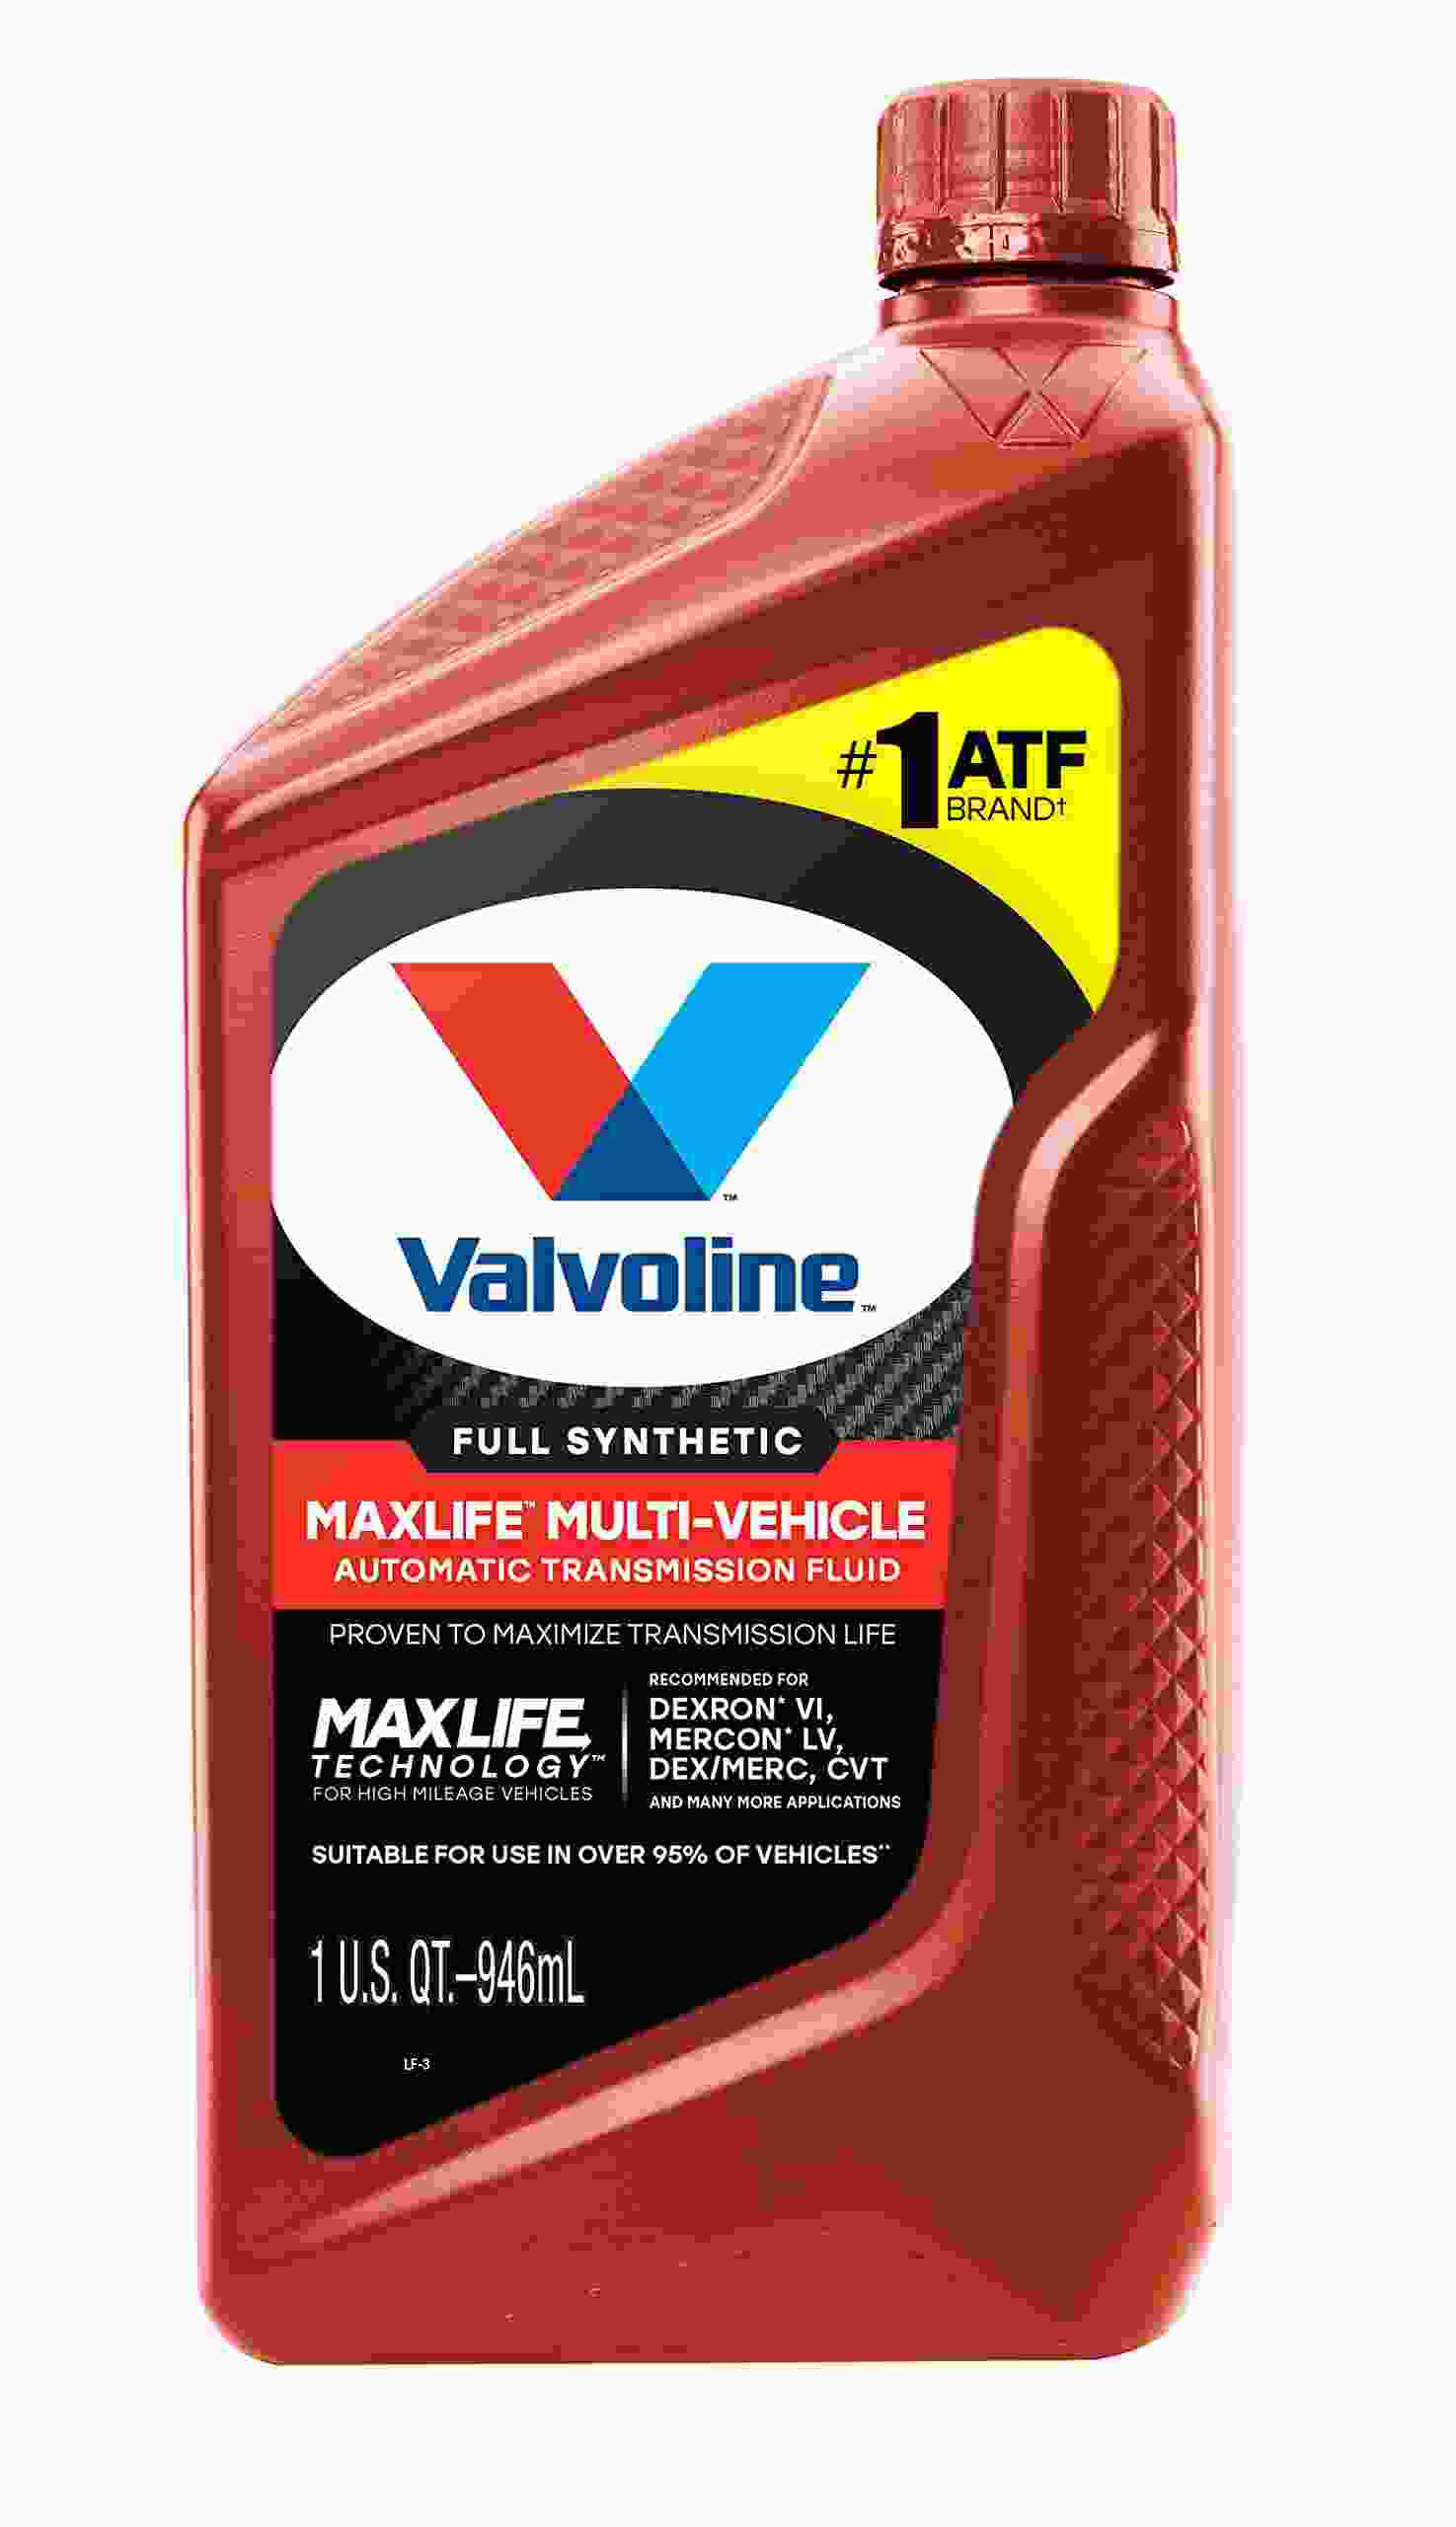 #1 ATF
BRAND†
™
Valvoline™
FULL SYNTHETIC
MAXLIFE™ MULTI-VEHICLE
AUTOMATIC TRANSMISSION FLUID
PROVEN TO MAXIMIZE TRANSMISSION LIFE
MAXLIFE
TECHNOLOGY™
FOR HIGH MILEAGE VEHICLES
RECOMMENDED FOR
DEXRON* VI,
MERCON* LV,
DEX/MERC, CVT
AND MANY MORE APPLICATIONS
SUITABLE FOR USE IN OVER 95% OF VEHICLES**
1 U.S. QT.–946mL
LF-3